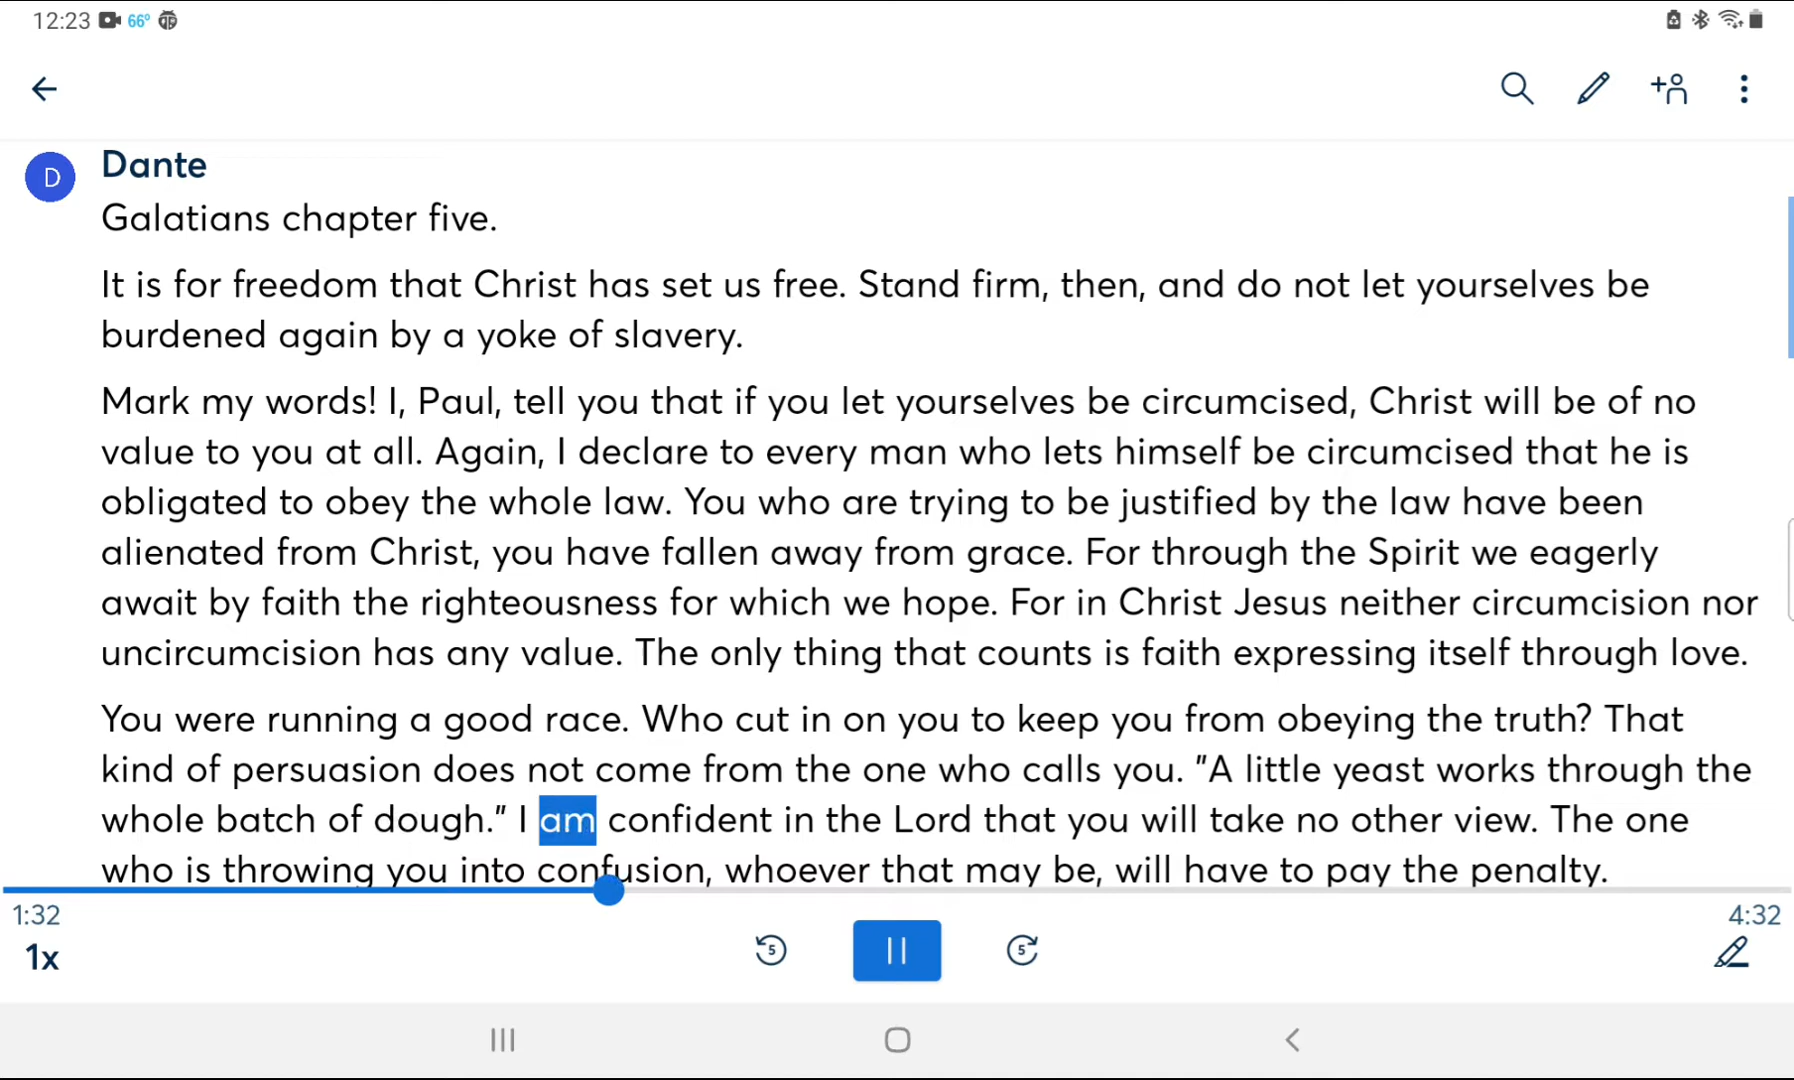 12:23 66°
Dante
D
Galatians chapter five.
It is for freedom that Christ has set us free. Stand firm, then, and do not let yourselves be
burdened again by a yoke of slavery.
Mark my words! I, Paul, tell you that if you let yourselves be circumcised, Christ will be of no
value to you at all. Again, I declare to every man who lets himself be circumcised that he is
obligated to obey the whole law. You who are trying to be justified by the law have been
alienated from Christ, you have fallen away from grace. For through the Spirit we eagerly
await by faith the righteousness for which we hope. For in Christ Jesus neither circumcision nor
uncircumcision has any value. The only thing that counts is faith expressing itself through love.
You were running a good race. Who cut in on you to keep you from obeying the truth? That
kind of persuasion does not come from the one who calls you. "A little yeast works through the
whole batch of dough." I am confident in the Lord that you will take no other view. The one
who is throwing you into confusion, whoever that may be, will have to pay the penalty.
1:32 4:32
1x 5 5